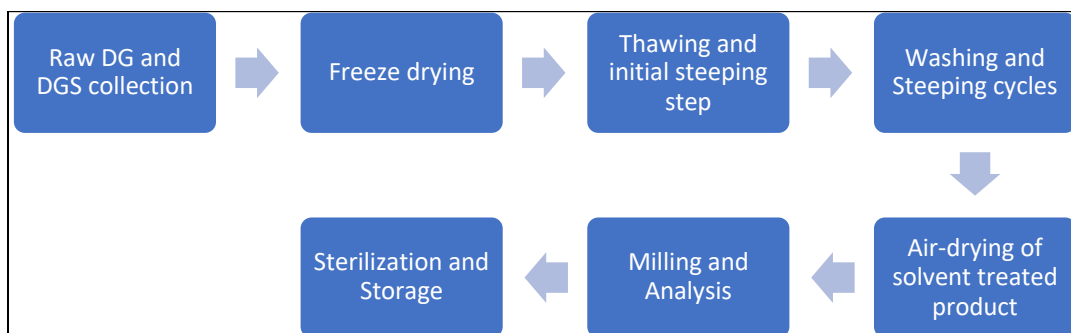 Raw DG and
DGS collection
Freeze drying
Thawing and
initial steeping
step
Washing and
Steeping cycles
Air-drying of
solvent treated
product
Milling and
Analysis
Sterilization and
Storage